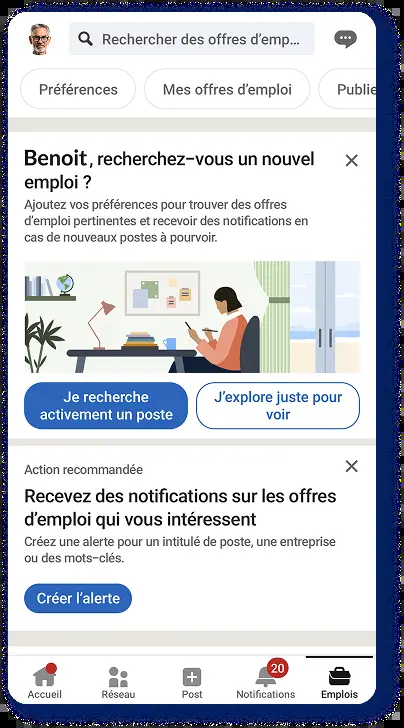 Rechercher des offres d'emp...
Préférences
Mes offres d'emploi
Publie
Benoit, recherchez-vous un nouvel
emploi ?
Ajoutez vos préférences pour trouver des offres
d'emploi pertinentes et recevoir des notifications en
cas de nouveaux postes à pourvoir.
Je recherche
activement un poste
J'explore juste pour
voir
Action recommandée
Recevez des notifications sur les offres
d'emploi qui vous intéressent
Créez une alerte pour un intitulé de poste, une entreprise
ou des mots-clés.
Créer l'alerte
20
Accueil
Réseau
Post
Notifications
Emplois